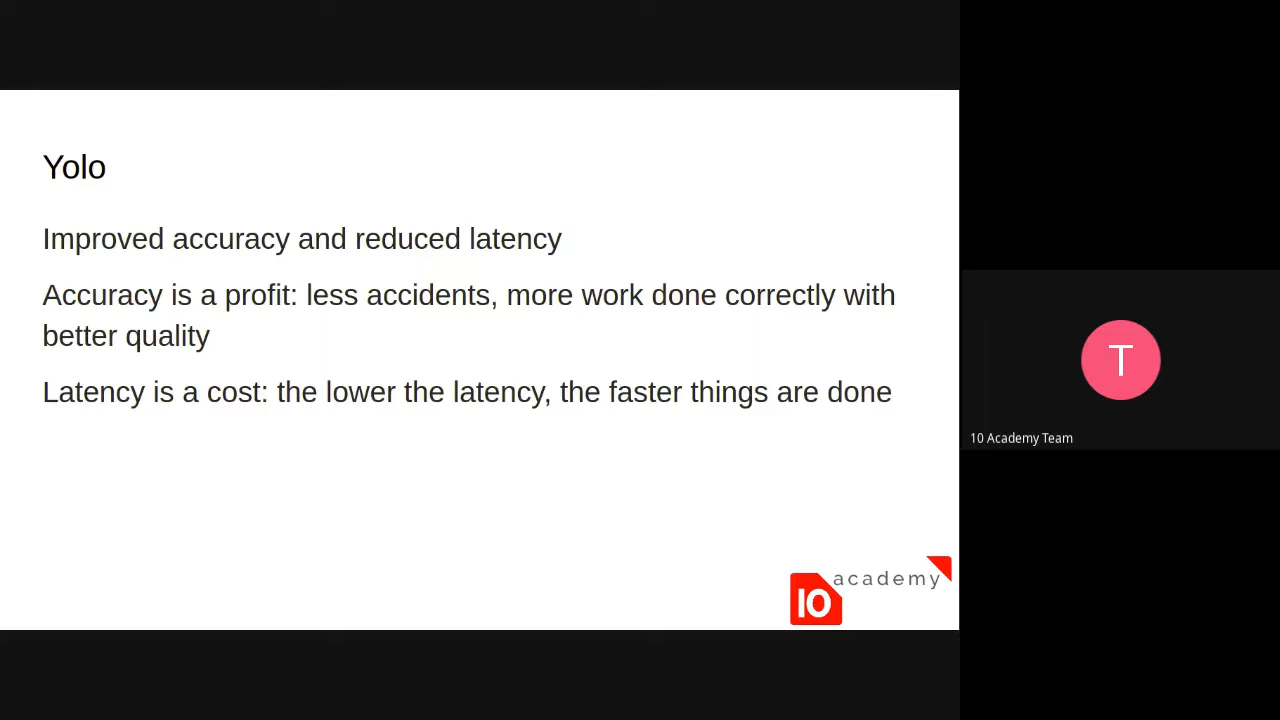 Yolo
Improved accuracy and reduced latency
Accuracy is a profit: less accidents, more work done correctly with
better quality
Latency is a cost: the lower the latency, the faster things are done
10 academy
T
10 Academy Team